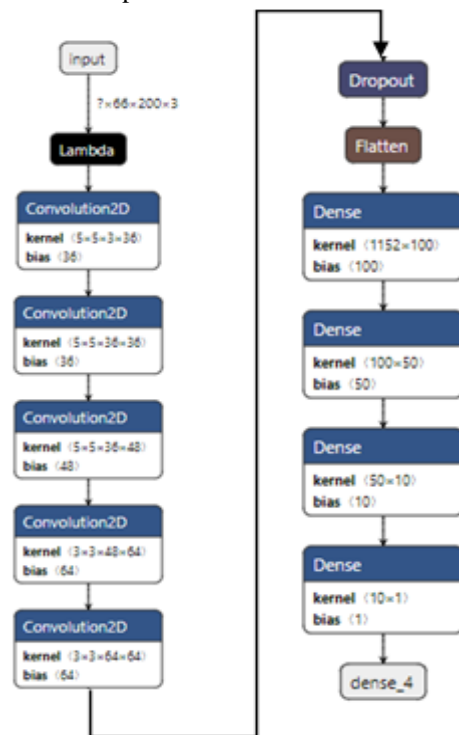 input
?×66×200×3
Lambda
Convolution2D
kernel ⟨5×5×3×36⟩
bias ⟨36⟩
Convolution2D
kernel ⟨5×5×36×36⟩
bias ⟨36⟩
Convolution2D
kernel ⟨5×5×36×48⟩
bias ⟨48⟩
Convolution2D
kernel ⟨3×3×48×64⟩
bias ⟨64⟩
Convolution2D
kernel ⟨3×3×64×64⟩
bias ⟨64⟩
Dropout
Flatten
Dense
kernel ⟨1152×100⟩
bias ⟨100⟩
Dense
kernel ⟨100×50⟩
bias ⟨50⟩
Dense
kernel ⟨50×10⟩
bias ⟨10⟩
Dense
kernel ⟨10×1⟩
bias ⟨1⟩
dense_4